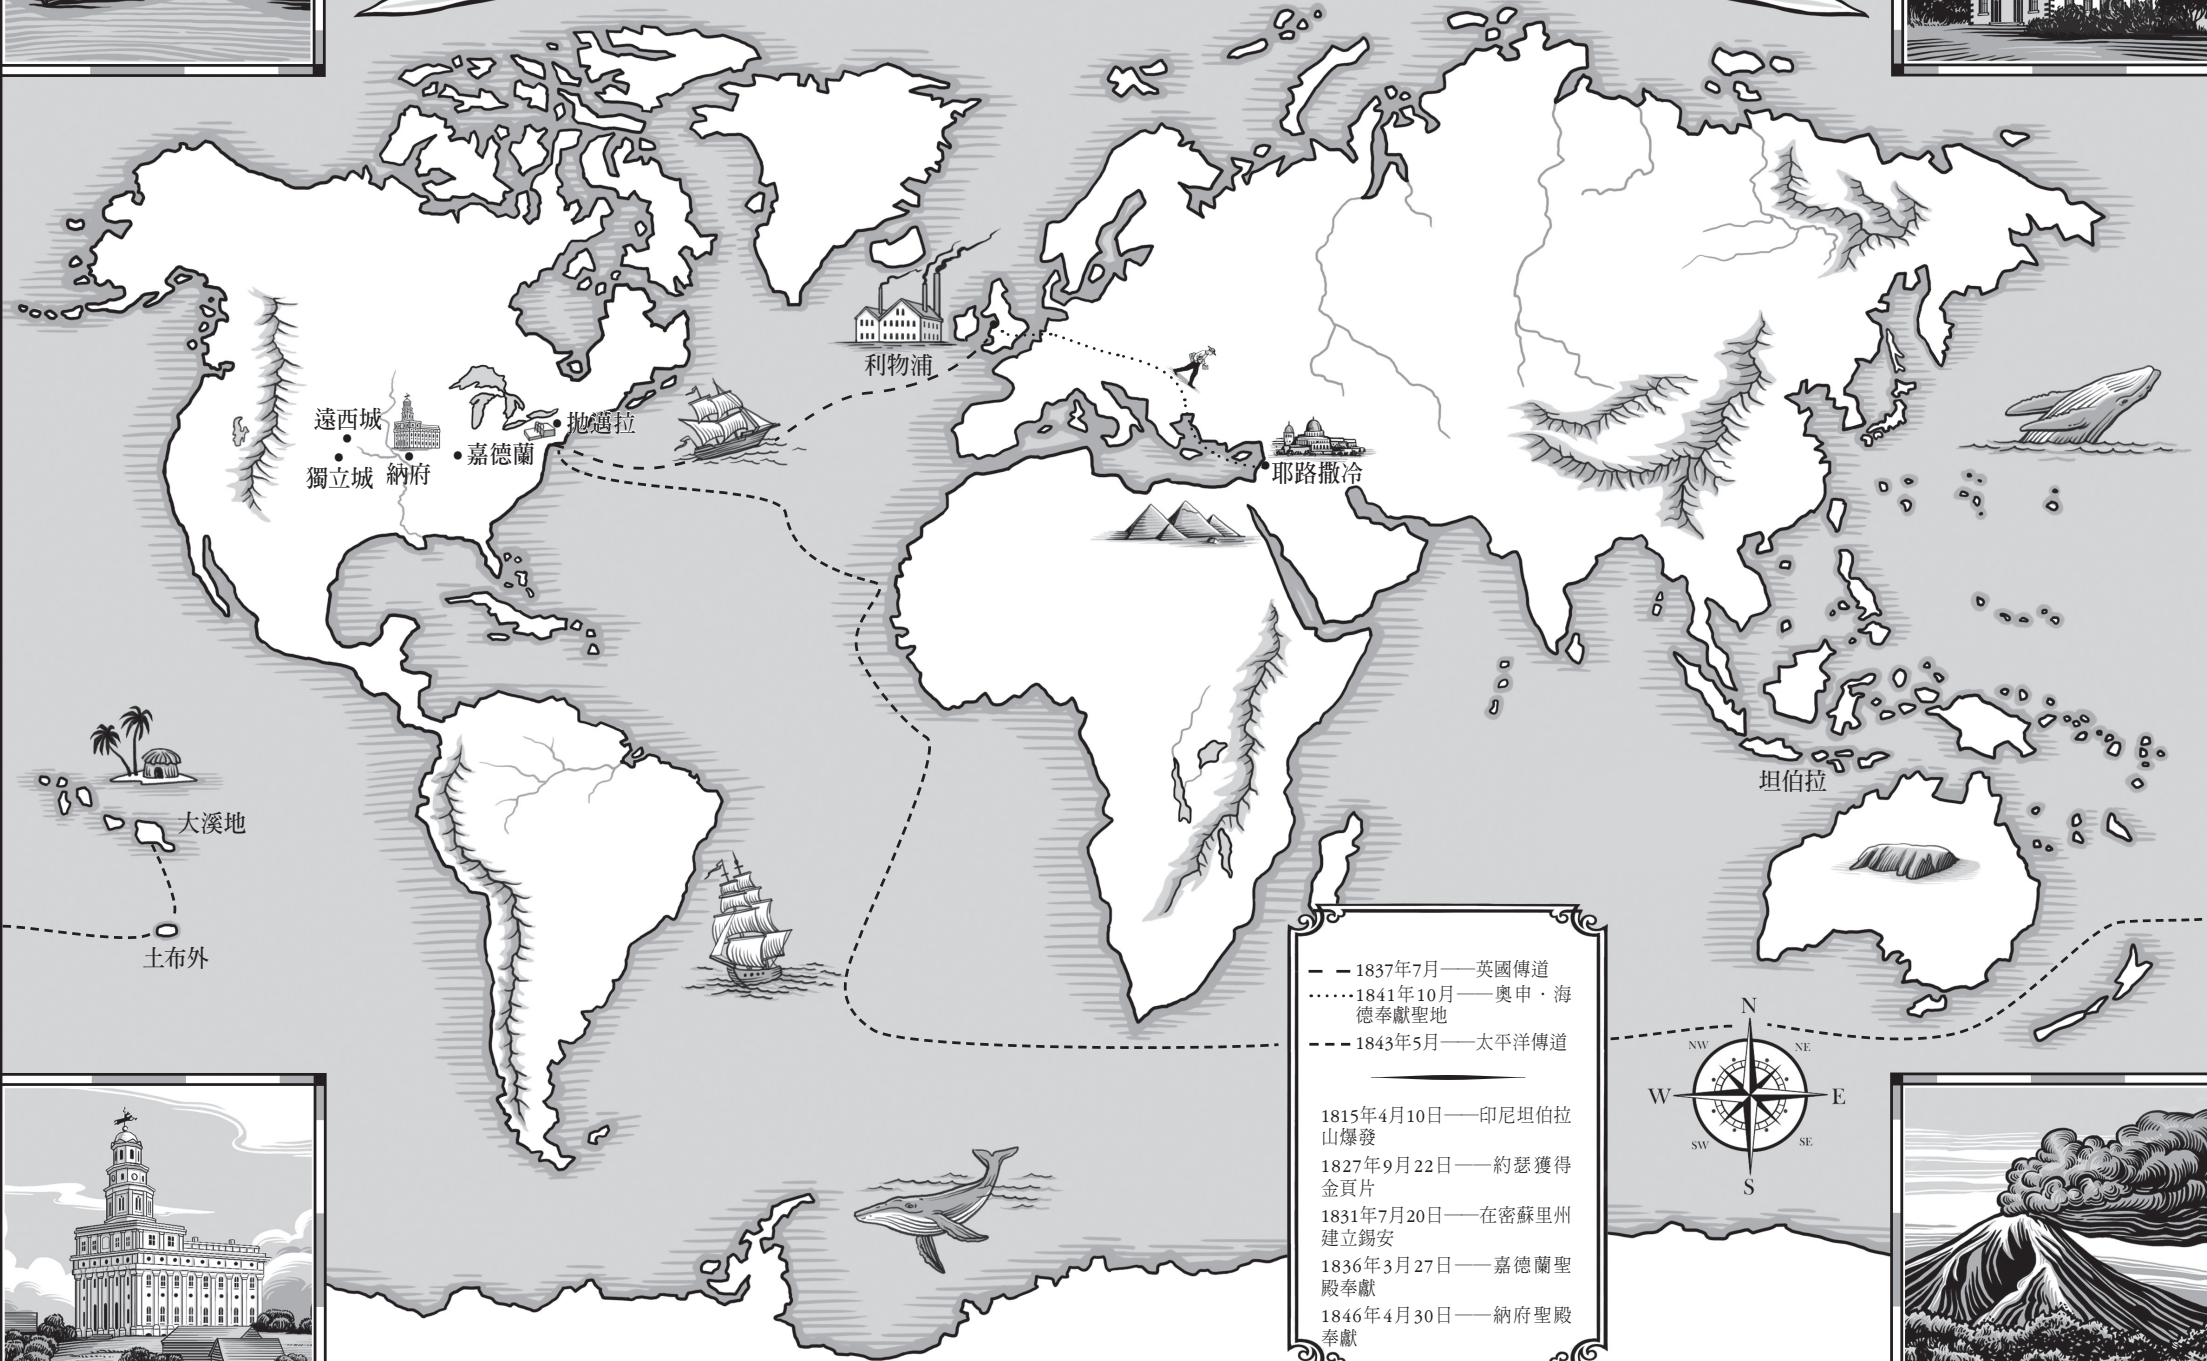 利物浦
遠西城
拋邁拉
嘉德蘭
獨立城
納府
耶路撒冷
坦伯拉
大溪地
土布外
1837年7月——英國傳道
1841年10月——奧申・海
德奉獻聖地
1843年5月——太平洋傳道
1815年4月10日——印尼坦伯拉
山爆發
1827年9月22日——約瑟獲得
金頁片
1831年7月20日——在密蘇里州
建立錫安
1836年3月27日——嘉德蘭聖
殿奉獻
1846年4月30日——納府聖殿
奉獻
N
NW
NE
W
E
SW
SE
S